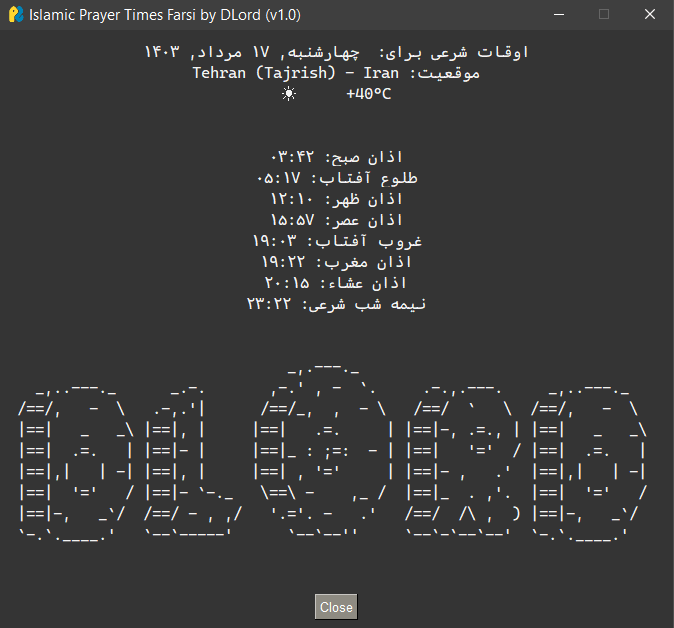 Islamic Prayer Times Farsi by DLord (v1.0)
اوقات شرعی برای:  چهارشنبه, ۱۷ مرداد, ۱۴۰۳
موقعیت: Tehran (Tajrish) - Iran
☀ +40°C
اذان صبح: ۰۳:۴۲
طلوع آفتاب: ۰۵:۱۷
اذان ظهر: ۱۲:۱۰
اذان عصر: ۱۵:۵۷
غروب آفتاب: ۱۹:۰۳
اذان مغرب: ۱۹:۲۲
اذان عشاء: ۲۰:۱۵
نیمه شب شرعی: ۲۳:۲۲
DLORD
Close